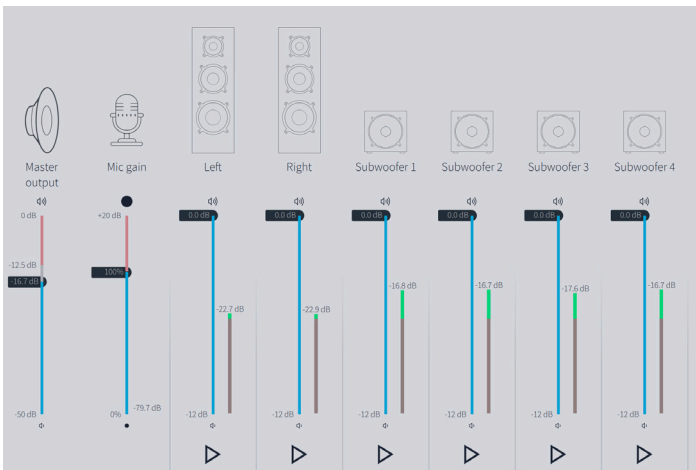 Master
output
Mic gain
Left
Right
Subwoofer 1
Subwoofer 2
Subwoofer 3
Subwoofer 4
0 dB
+20 dB
0.0 dB
0.0 dB
0.0 dB
0.0 dB
0.0 dB
0.0 dB
-12.5 dB
100%
-16.7 dB
-16.8 dB
-16.7 dB
-17.6 dB
-16.7 dB
-22.7 dB
-22.9 dB
-79.7 dB
-50 dB
0%
-12 dB
-12 dB
-12 dB
-12 dB
-12 dB
-12 dB